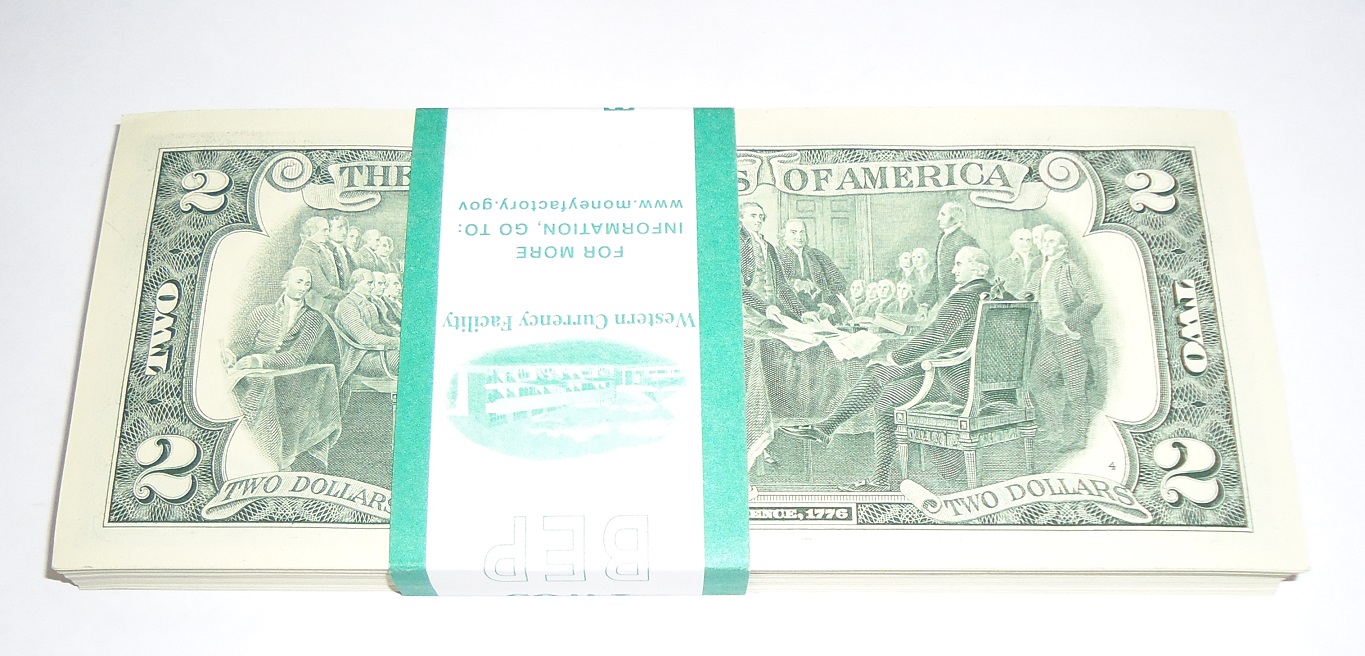 2 THE S OF AMERICA 2
TWO
TWO
2 TWO DOLLARS
TWO DOLLARS 2
4
ENCE, 1776
BEP
Western Currency Facility
FOR MORE
INFORMATION, GO TO:
www.moneyfactory.gov